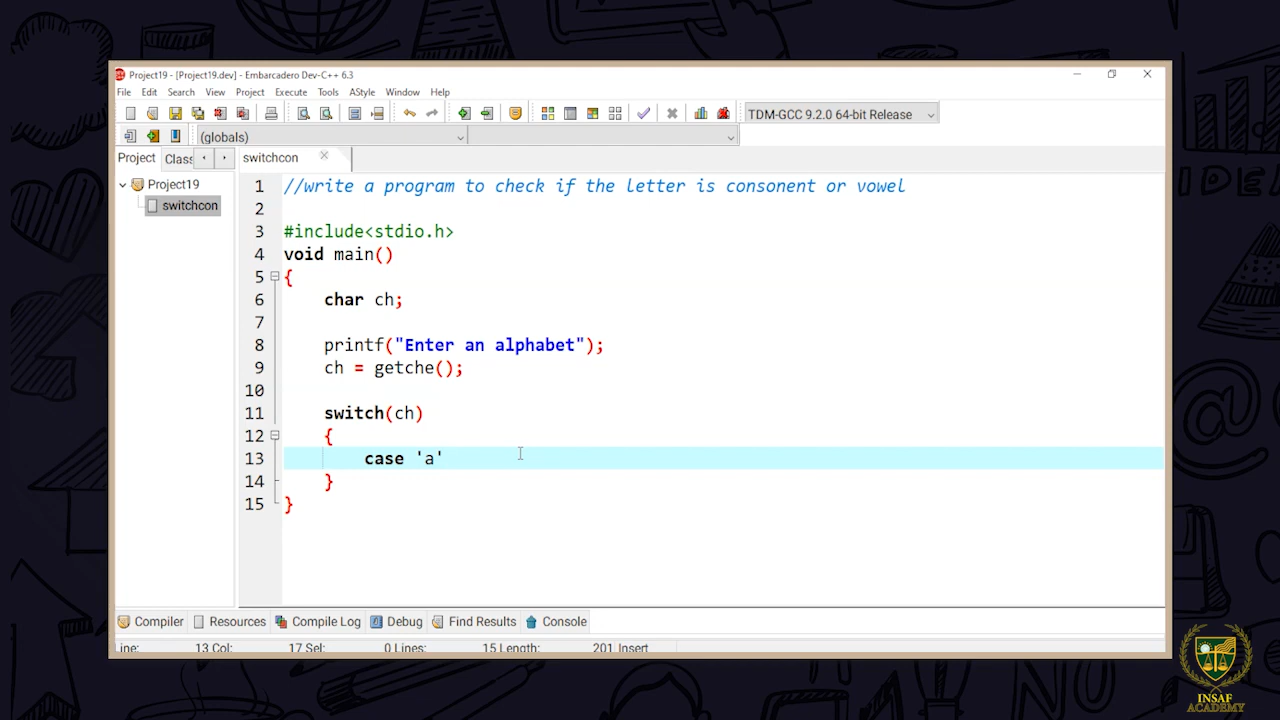 Project19 - [Project19.dev] - Embarcadero Dev-C++ 6.3
File Edit Search View Project Execute Tools AStyle Window Help
TDM-GCC 9.2.0 64-bit Release
(globals)
Project Class switchcon
Project19
switchcon
1 //write a program to check if the letter is consonent or vowel
2
3 #include<stdio.h>
4 void main()
5 {
6 char ch;
7
8 printf("Enter an alphabet");
9 ch = getche();
10
11 switch(ch)
12 {
13 case 'a'
14 }
15 }
Compiler Resources Compile Log Debug Find Results Console
Line: 13 Col: 17 Sel: 0 Lines: 15 Length: 201 Insert
IDEA
INSAF
ACADEMY